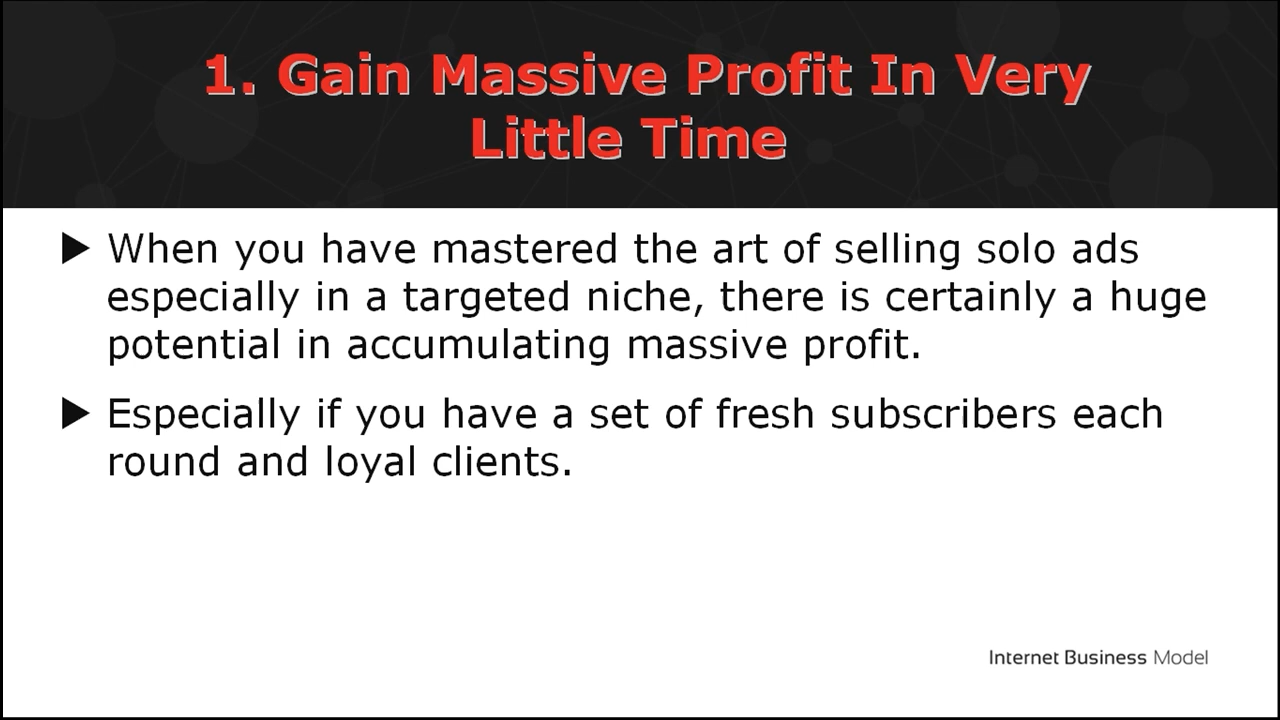 1. Gain Massive Profit In Very
Little Time
When you have mastered the art of selling solo ads
especially in a targeted niche, there is certainly a huge
potential in accumulating massive profit.
Especially if you have a set of fresh subscribers each
round and loyal clients.
Internet Business Model